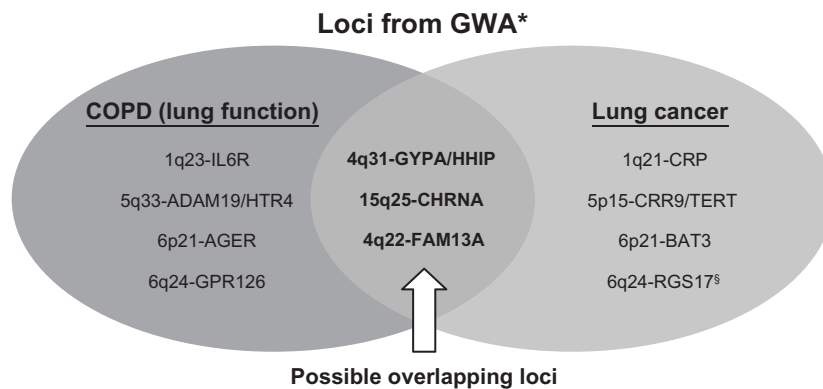 Loci from GWA*
COPD (lung function)
1q23-IL6R
5q33-ADAM19/HTR4
6p21-AGER
6q24-GPR126
4q31-GYPA/HHIP
15q25-CHRNA
4q22-FAM13A
Lung cancer
1q21-CRP
5p15-CRR9/TERT
6p21-BAT3
6q24-RGS17§
Possible overlapping loci